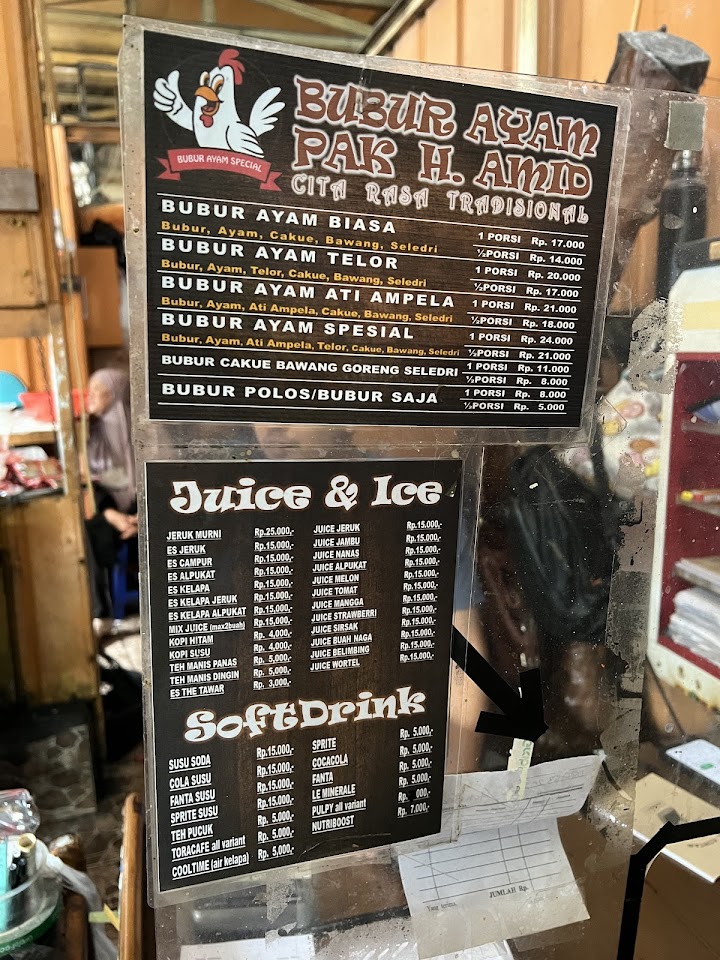 BUBUR AYAM SPECIAL
BUBUR AYAM
PAK H. AMID
CITA RASA TRADISIONAL
BUBUR AYAM BIASA 1 PORSI Rp. 17.000
Bubur, Ayam, Cakue, Bawang, Seledri ½PORSI Rp. 14.000
BUBUR AYAM TELOR 1 PORSI Rp. 20.000
Bubur, Ayam, Telor, Cakue, Bawang, Seledri ½PORSI Rp. 17.000
BUBUR AYAM ATI AMPELA 1 PORSI Rp. 21.000
Bubur, Ayam, Ati Ampela, Cakue, Bawang, Seledri ½PORSI Rp. 18.000
BUBUR AYAM SPESIAL 1 PORSI Rp. 24.000
Bubur, Ayam, Ati Ampela, Telor, Cakue, Bawang, Seledri ½PORSI Rp. 21.000
BUBUR CAKUE BAWANG GORENG SELEDRI 1 PORSI Rp. 11.000
½PORSI Rp. 8.000
BUBUR POLOS/BUBUR SAJA 1 PORSI Rp. 8.000
½PORSI Rp. 5.000
Juice & Ice
JERUK MURNI Rp.25.000,-
ES JERUK Rp.15.000,-
ES CAMPUR Rp.15.000,-
ES ALPUKAT Rp.15.000,-
ES KELAPA Rp.15.000,-
ES KELAPA JERUK Rp.15.000,-
ES KELAPA ALPUKAT Rp.15.000,-
MIX JUICE (max2buah) Rp.15.000,-
KOPI HITAM Rp. 4.000,-
KOPI SUSU Rp. 4.000,-
TEH MANIS PANAS Rp. 5.000,-
TEH MANIS DINGIN Rp. 5.000,-
ES THE TAWAR Rp. 3.000,-
JUICE JERUK Rp.15.000,-
JUICE JAMBU Rp.15.000,-
JUICE NANAS Rp.15.000,-
JUICE ALPUKAT Rp.15.000,-
JUICE MELON Rp.15.000,-
JUICE TOMAT Rp.15.000,-
JUICE MANGGA Rp.15.000,-
JUICE STRAWBERRI Rp.15.000,-
JUICE SIRSAK Rp.15.000,-
JUICE BUAH NAGA Rp.15.000,-
JUICE BELIMBING Rp.15.000,-
JUICE WORTEL Rp.15.000,-
SoftDrink
SUSU SODA Rp.15.000,-
COLA SUSU Rp.15.000,-
FANTA SUSU Rp.15.000,-
SPRITE SUSU Rp.15.000,-
TEH PUCUK Rp. 5.000,-
TORACAFE all variant Rp. 5.000,-
COOLTIME (air kelapa) Rp. 5.000,-
SPRITE Rp. 5.000,-
COCACOLA Rp. 5.000,-
FANTA Rp. 5.000,-
LE MINERALE Rp. 5.000,-
PULPY all variant Rp.
NUTRIBOOST Rp. 7.000,-
JUMLAH Rp.